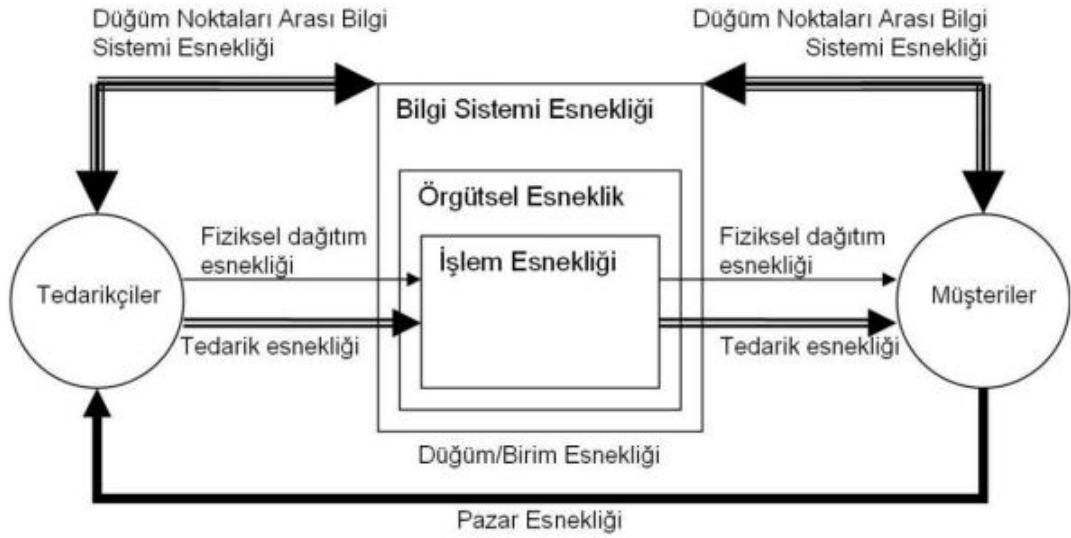 Düğüm Noktaları Arası Bilgi
Sistemi Esnekliği
Düğüm Noktaları Arası Bilgi
Sistemi Esnekliği
Bilgi Sistemi Esnekliği
Örgütsel Esneklik
İşlem Esnekliği
Fiziksel dağıtım
esnekliği
Fiziksel dağıtım
esnekliği
Tedarikçiler
Müşteriler
Tedarik esnekliği
Tedarik esnekliği
Düğüm/Birim Esnekliği
Pazar Esnekliği